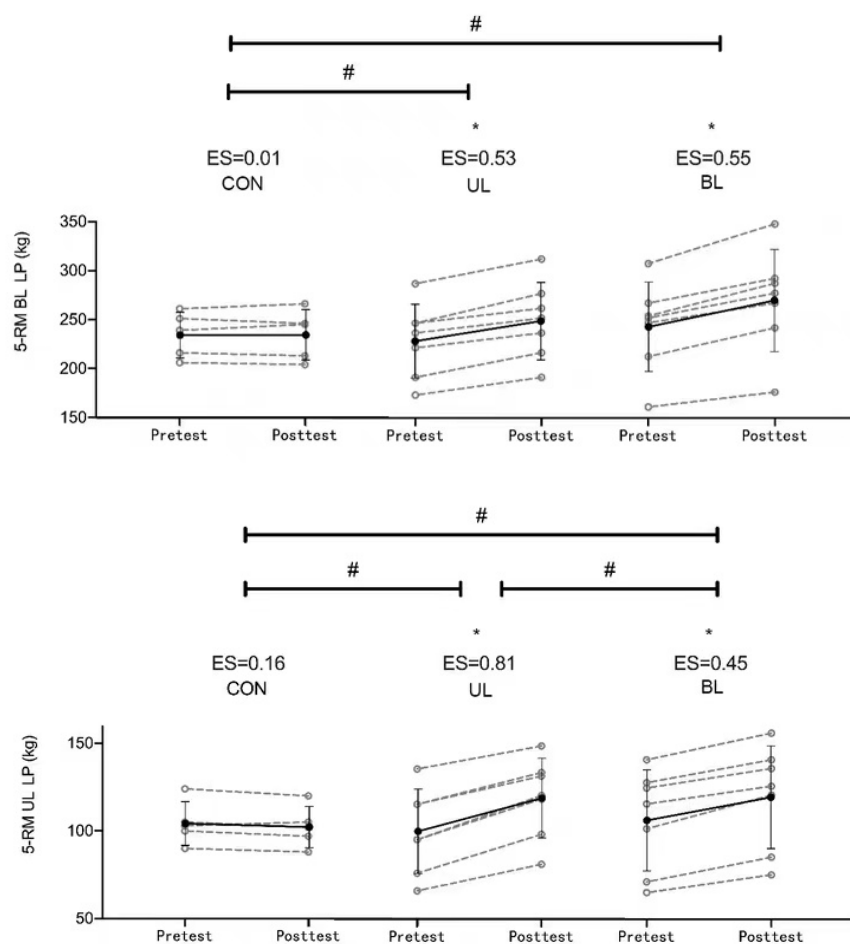 #
#
* *
ES=0.01 ES=0.53 ES=0.55
CON UL BL
5-RM BL LP (kg)
350
300
250
200
150
Pretest Posttest Pretest Posttest Pretest Posttest
#
# #
* *
ES=0.16 ES=0.81 ES=0.45
CON UL BL
5-RM UL LP (kg)
150
100
50
Pretest Posttest Pretest Posttest Pretest Posttest